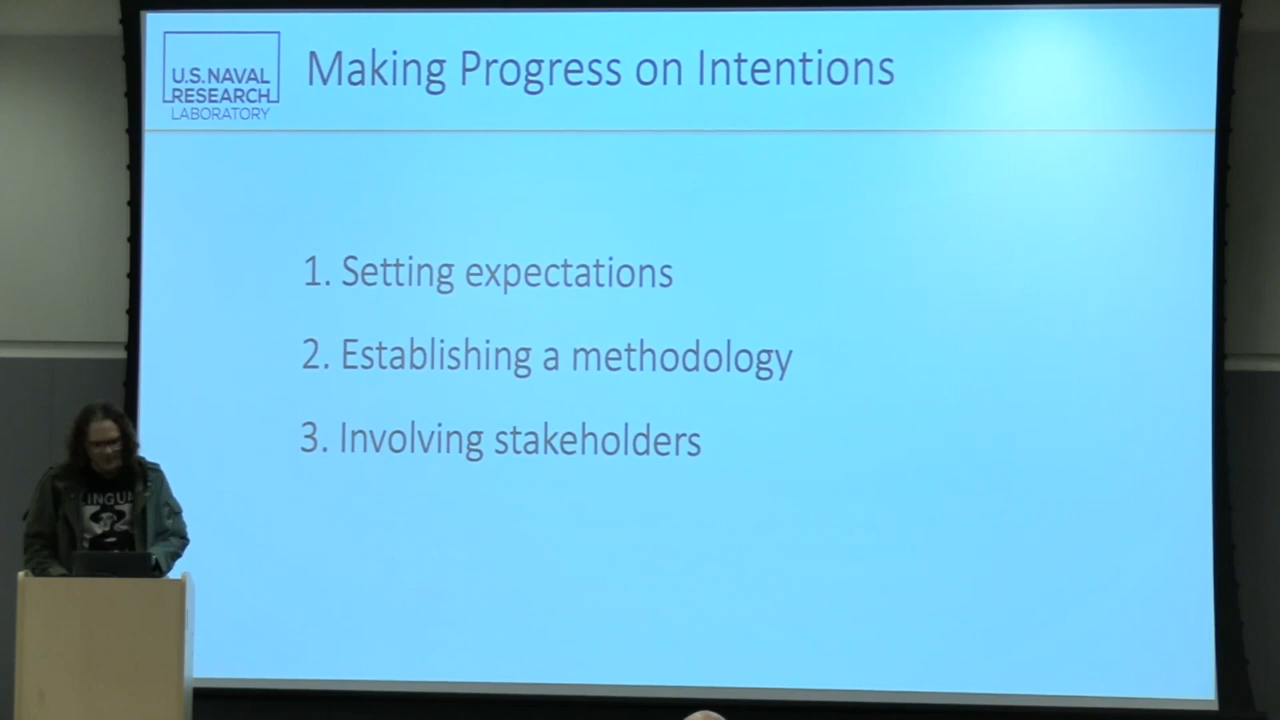 U.S. NAVAL
RESEARCH
LABORATORY
Making Progress on Intentions
1. Setting expectations
2. Establishing a methodology
3. Involving stakeholders